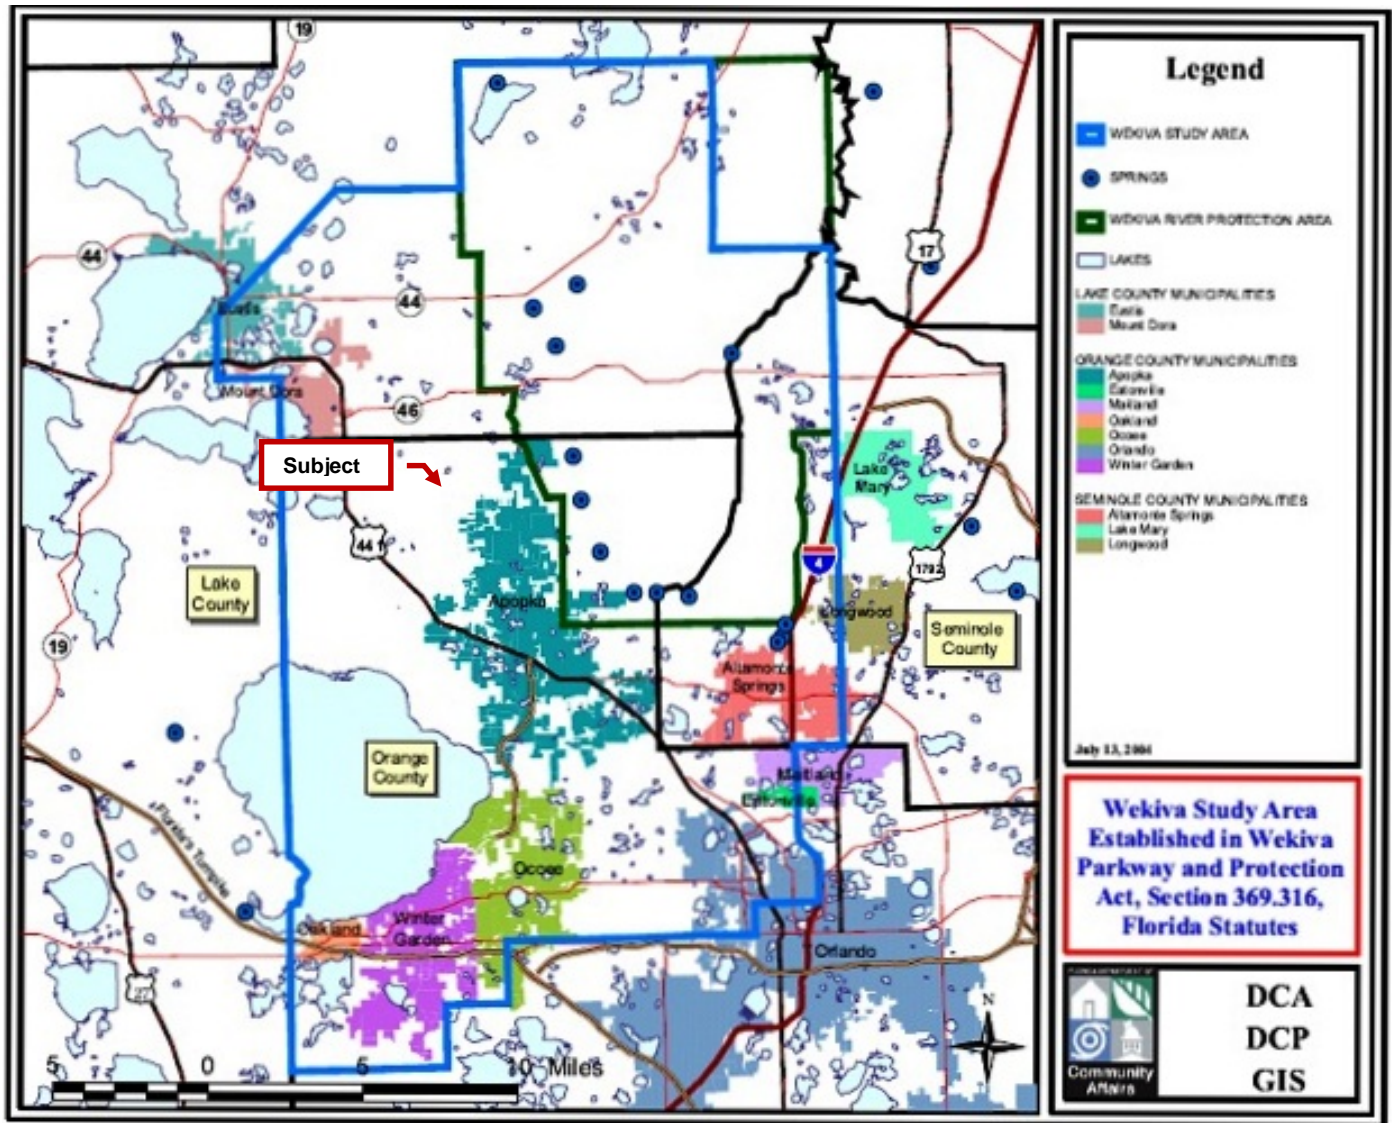 19
44
Eustis
44
Mount Dora
46
Subject
441
Lake
County
19
Apopka
Lake
Mary
17
4
1792
Longwood
Seminole
County
Altamonte
Springs
Orange
County
Maitland
Eatonville
Florida's Turnpike
Ocoee
Winter
Garden
Oakland
Orlando
27
N
5 0 5 10 Miles
Legend
WEKIVA STUDY AREA
SPRINGS
WEKIVA RIVER PROTECTION AREA
LAKES
LAKE COUNTY MUNICIPALITIES
Eustis
Mount Dora
ORANGE COUNTY MUNICIPALITIES
Apopka
Eatonville
Maitland
Oakland
Ocoee
Orlando
Winter Garden
SEMINOLE COUNTY MUNICIPALITIES
Altamonte Springs
Lake Mary
Longwood
July 13, 2004
Wekiva Study Area
Established in Wekiva
Parkway and Protection
Act, Section 369.316,
Florida Statutes
Community
Affairs
DCA
DCP
GIS